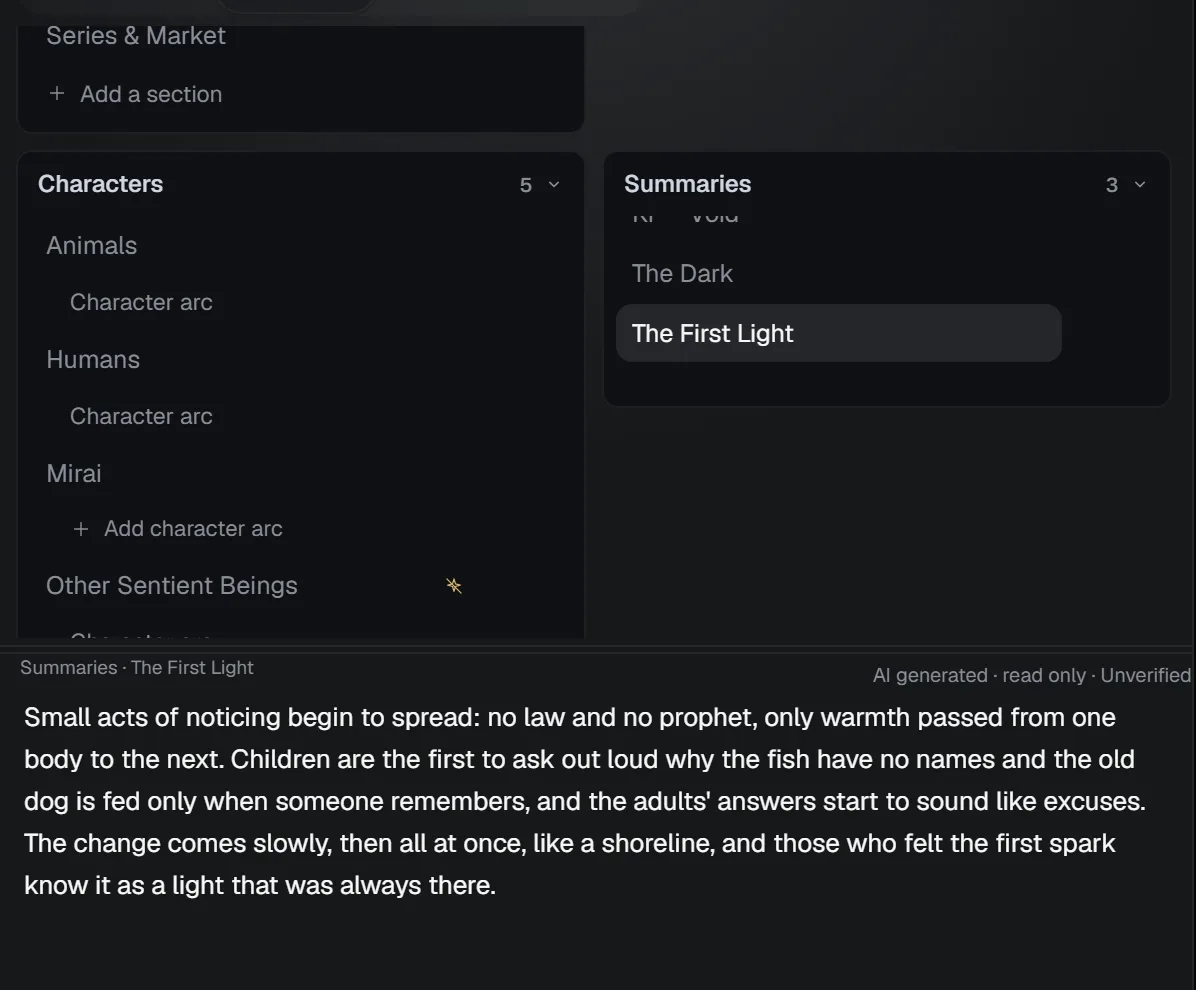 Series & Market
+ Add a section
Characters 5
Animals
Character arc
Humans
Character arc
Mirai
+ Add character arc
Other Sentient Beings
Summaries 3
The Dark
The First Light
Summaries · The First Light
AI generated · read only · Unverified
Small acts of noticing begin to spread: no law and no prophet, only warmth passed from one
body to the next. Children are the first to ask out loud why the fish have no names and the old
dog is fed only when someone remembers, and the adults' answers start to sound like excuses.
The change comes slowly, then all at once, like a shoreline, and those who felt the first spark
know it as a light that was always there.